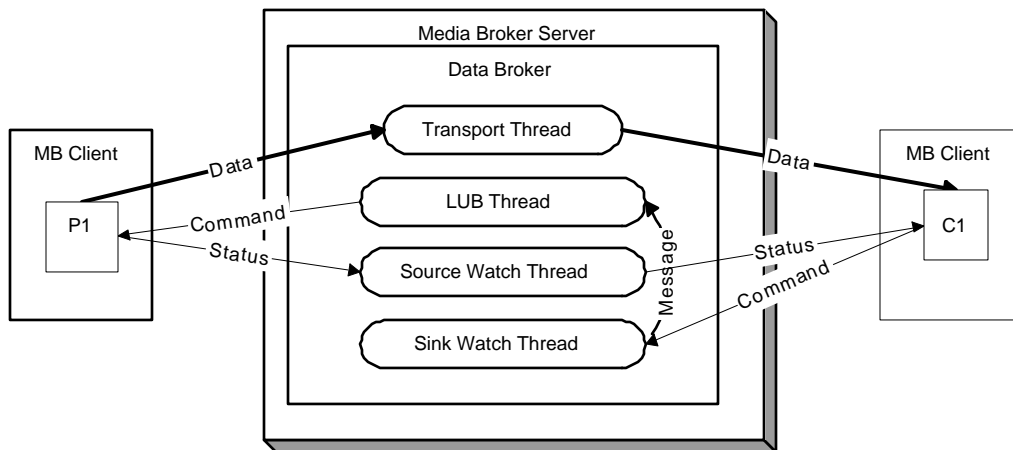 Media Broker Server
Data Broker
Transport Thread
MB Client
MB Client
Data
Data
LUB Thread
P1
Command
C1
Status
Message
Status
Source Watch Thread
Command
Sink Watch Thread